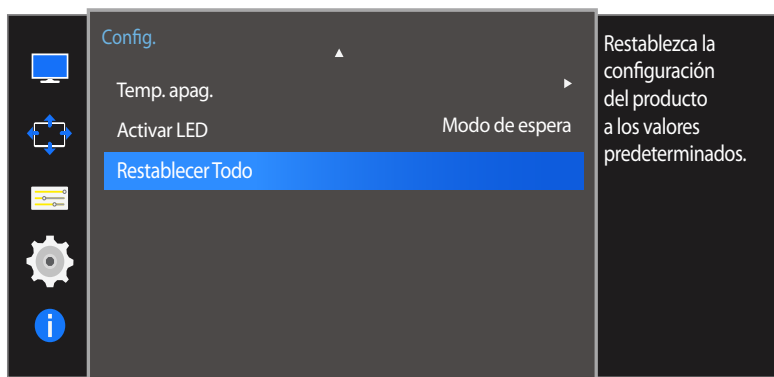 Config.
Temp. apag.
Activar LED Modo de espera
Restablecer Todo
Restablezca la
configuración
del producto
a los valores
predeterminados.